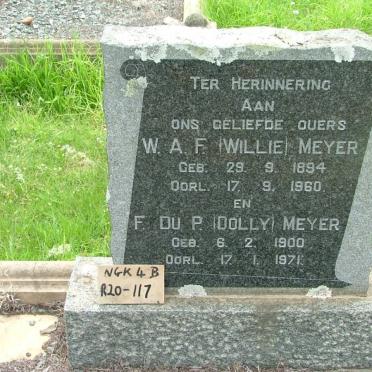 Ter Herinnering
Aan
ons geliefde ouers
W. A. F. (Willie) Meyer
Geb. 29. 9. 1894
Oorl. 17. 9. 1960
en
F. Du P. (Dolly) Meyer
Geb. 6. 2. 1900
Oorl. 17. 1. 1971.
NGK 4 B
R20-117